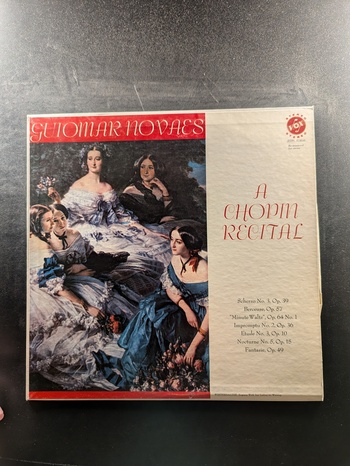 GUIOMAR NOVAES
VOX
A
CHOPIN
RECITAL
Scherzo No. 3, Op. 39
Berceuse, Op. 57
"Minute Waltz", Op. 64 No. 1
Impromptu No. 2, Op. 36
Etude No. 3, Op. 10
Nocturne No. 5, Op. 15
Fantasie, Op. 49